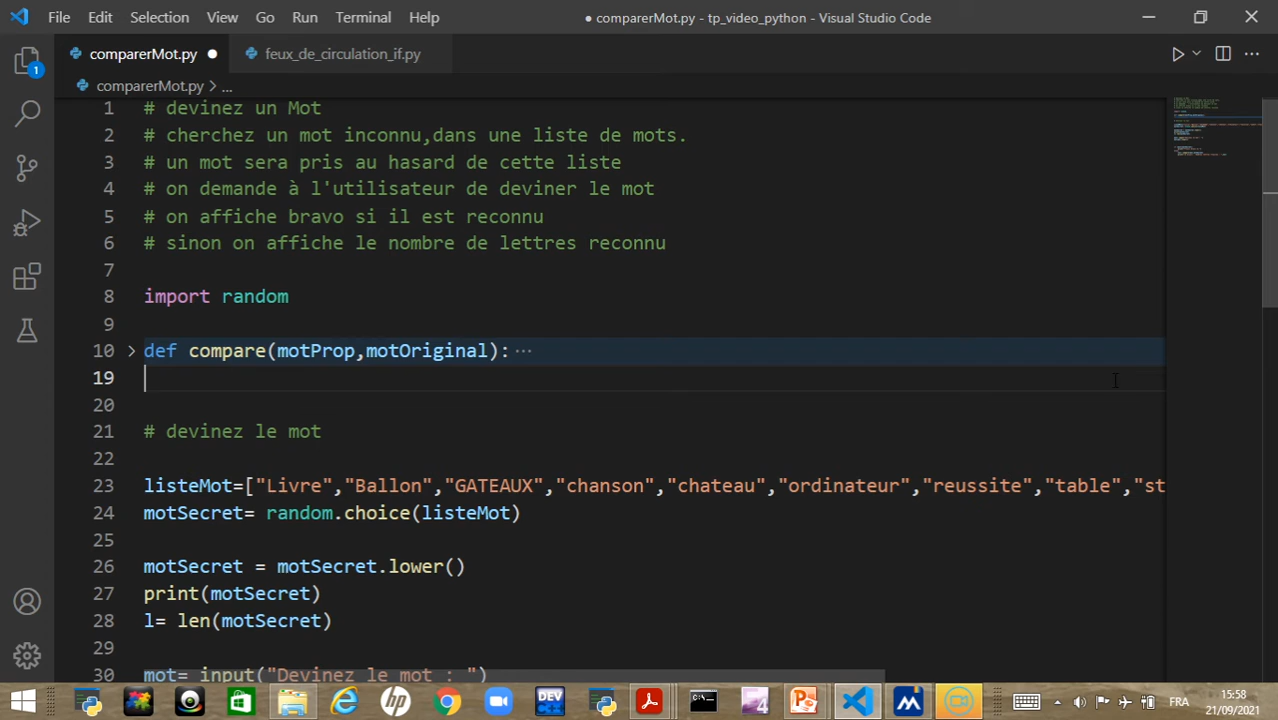 File Edit Selection View Go Run Terminal Help
● comparerMot.py - tp_video_python - Visual Studio Code
comparerMot.py ● feux_de_circulation_if.py
comparerMot.py > ...
1 # devinez un Mot
2 # cherchez un mot inconnu,dans une liste de mots.
3 # un mot sera pris au hasard de cette liste
4 # on demande à l'utilisateur de deviner le mot
5 # on affiche bravo si il est reconnu
6 # sinon on affiche le nombre de lettres reconnu
7
8 import random
9
10 def compare(motProp,motOriginal):···
19
20
21 # devinez le mot
22
23 listeMot=["Livre","Ballon","GATEAUX","chanson","chateau","ordinateur","reussite","table","st
24 motSecret= random.choice(listeMot)
25
26 motSecret = motSecret.lower()
27 print(motSecret)
28 l= len(motSecret)
29
30 mot= input("Devinez le mot : ")
1
hp
DEV
4
FRA
15:58
21/09/2021